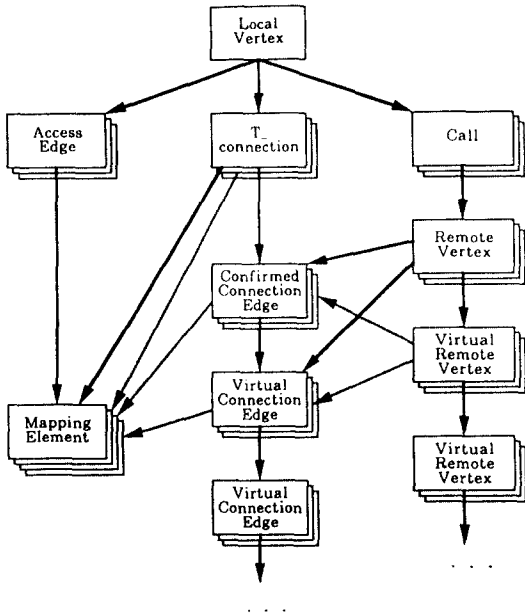 Local
Vertex
Access
Edge
T_
connection
Call
Remote
Vertex
Confirmed
Connection
Edge
Virtual
Remote
Vertex
Virtual
Connection
Edge
Mapping
Element
Virtual
Remote
Vertex
Virtual
Connection
Edge
. . .
. . .